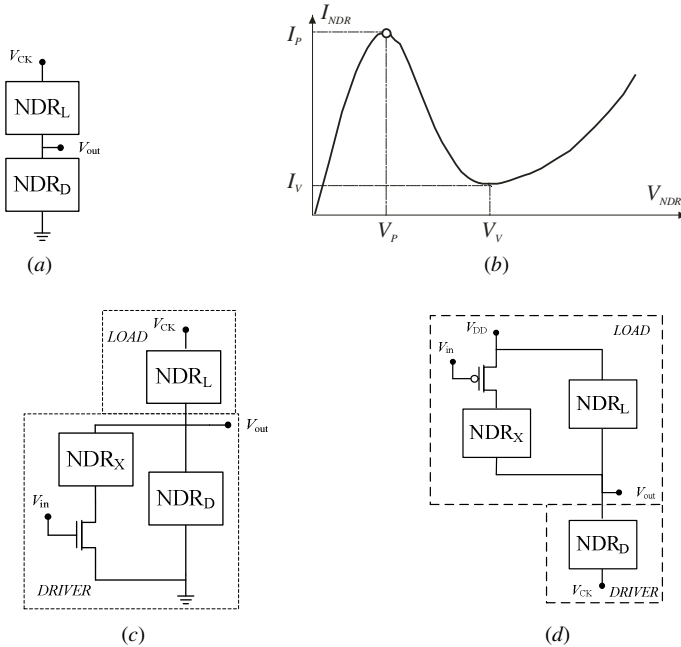 V_CK
NDR_L
V_out
NDR_D
(a)
I_NDR
I_P
I_V
V_P
V_V
V_NDR
(b)
LOAD
V_CK
NDR_L
V_out
NDR_X
NDR_D
V_in
DRIVER
(c)
V_DD
LOAD
V_in
NDR_L
NDR_X
V_out
NDR_D
V_CK
DRIVER
(d)